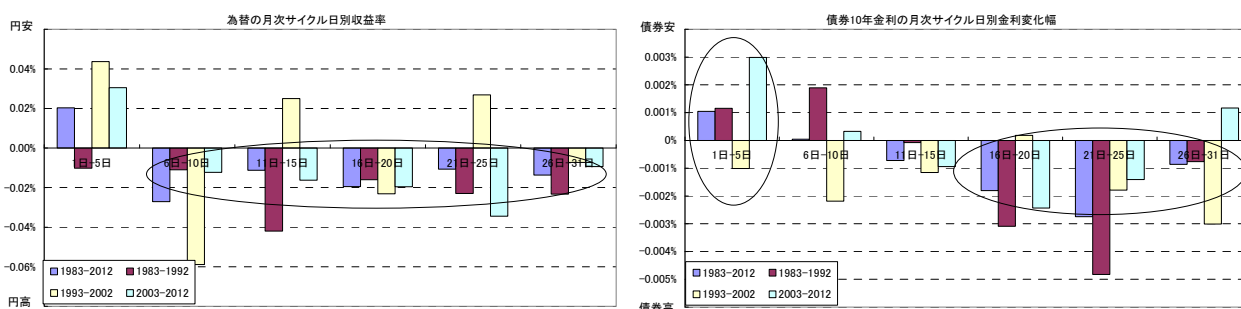 為替の月次サイクル日別収益率
円安
0.04%
0.02%
0.00%
-0.02%
-0.04%
-0.06%
円高
1日-5日
6日-10日
11日-15日
16日-20日
21日-25日
26日-31日
1983-2012
1983-1992
1993-2002
2003-2012
債券10年金利の月次サイクル日別金利変化幅
債券安
0.003%
0.002%
0.001%
0%
-0.001%
-0.002%
-0.003%
-0.004%
-0.005%
債券高
1日-5日
6日-10日
11日-15日
16日-20日
21日-25日
26日-31日
1983-2012
1983-1992
1993-2002
2003-2012